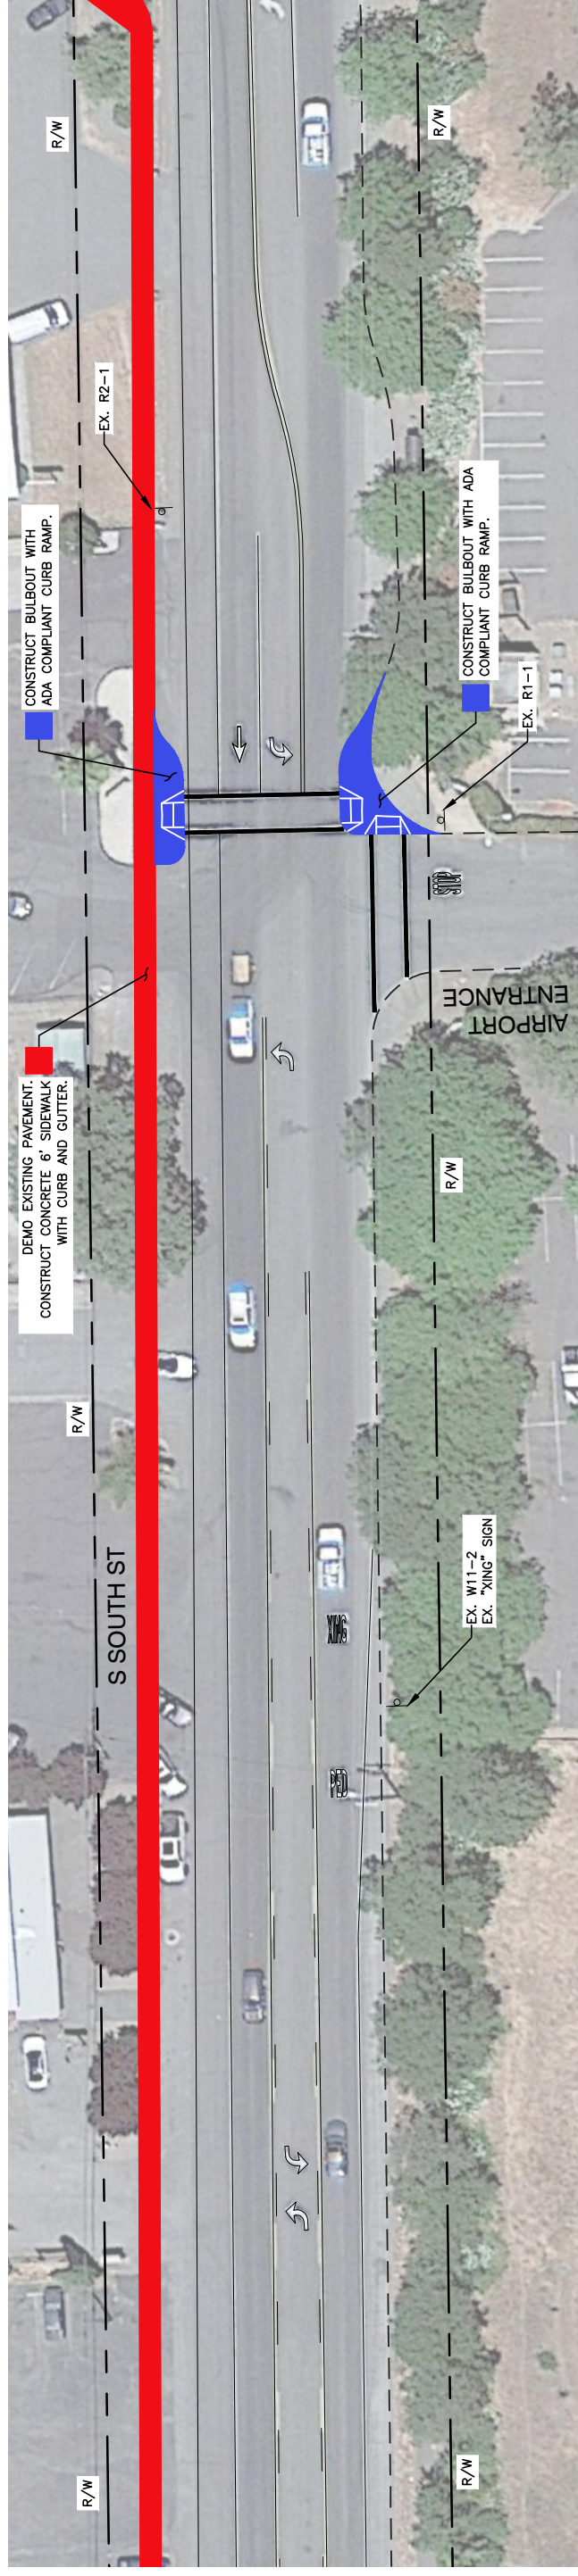 R/W
R/W
EX. R2-1
CONSTRUCT BULBOUT WITH
ADA COMPLIANT CURB RAMP.
CONSTRUCT BULBOUT WITH ADA
COMPLIANT CURB RAMP.
EX. R1-1
STOP
AIRPORT
ENTRANCE
DEMO EXISTING PAVEMENT.
CONSTRUCT CONCRETE 6' SIDEWALK
WITH CURB AND GUTTER.
R/W
R/W
S SOUTH ST
EX. W11-2
EX. "XING" SIGN
XING
PED
R/W
R/W